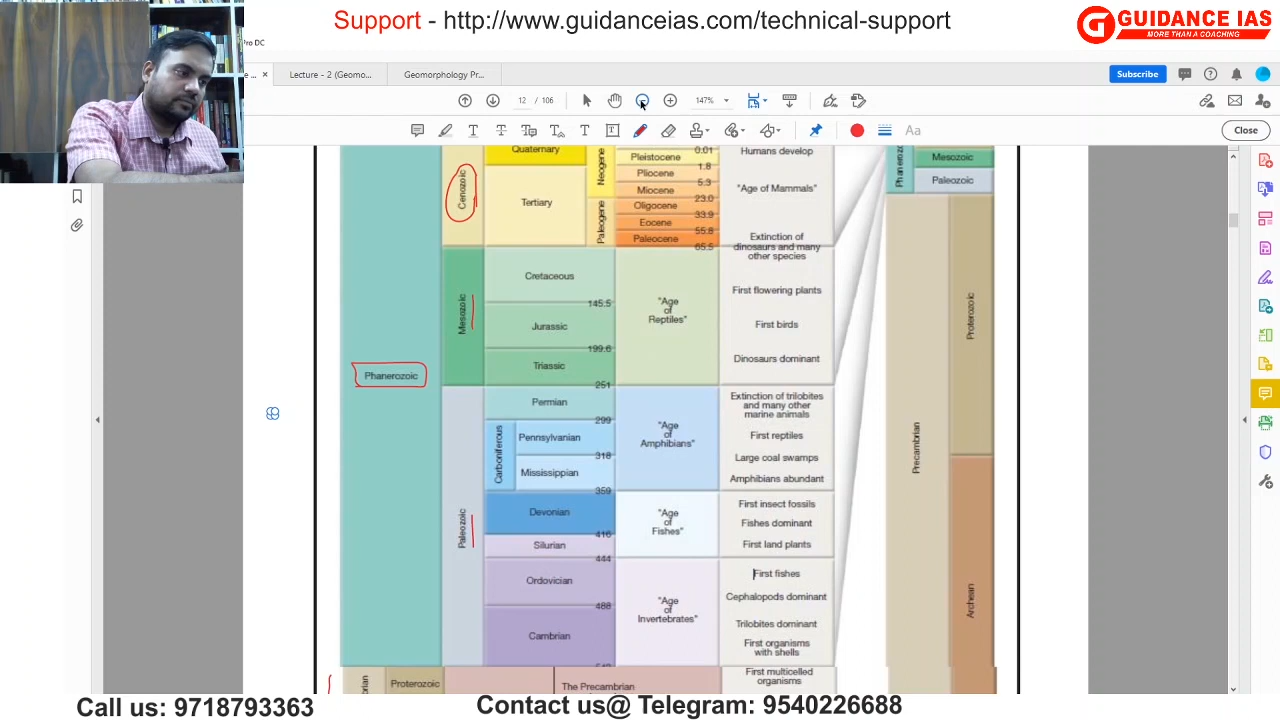 Support - http://www.guidanceias.com/technical-support
GUIDANCE IAS
MORE THAN A COACHING
Pro DC
Lecture - 2 (Geomo...
Geomorphology Pr...
Subscribe
12 / 106
147%
Close
Aa
Phanerozoic
Cenozoic
Quaternary
Tertiary
Neogene
Paleogene
0.01
Pleistocene
1.8
Pliocene
5.3
Miocene
23.0
Oligocene
33.9
Eocene
55.8
Paleocene
65.5
Humans develop
"Age of Mammals"
Extinction of
dinosaurs and many
other species
Mesozoic
Cretaceous
145.5
Jurassic
199.6
Triassic
251
"Age
of
Reptiles"
First flowering plants
First birds
Dinosaurs dominant
Paleozoic
Permian
299
Carboniferous
Pennsylvanian
318
Mississippian
359
"Age
of
Amphibians"
Extinction of trilobites
and many other
marine animals
First reptiles
Large coal swamps
Amphibians abundant
Devonian
416
Silurian
444
"Age
of
Fishes"
First insect fossils
Fishes dominant
First land plants
Ordovician
488
Cambrian
"Age
of
Invertebrates"
First fishes
Cephalopods dominant
Trilobites dominant
First organisms
with shells
Proterozoic
The Precambrian
First multicelled
organisms
Mesozoic
Paleozoic
Precambrian
Proterozoic
Archean
Call us: 9718793363
Contact us@ Telegram: 9540226688